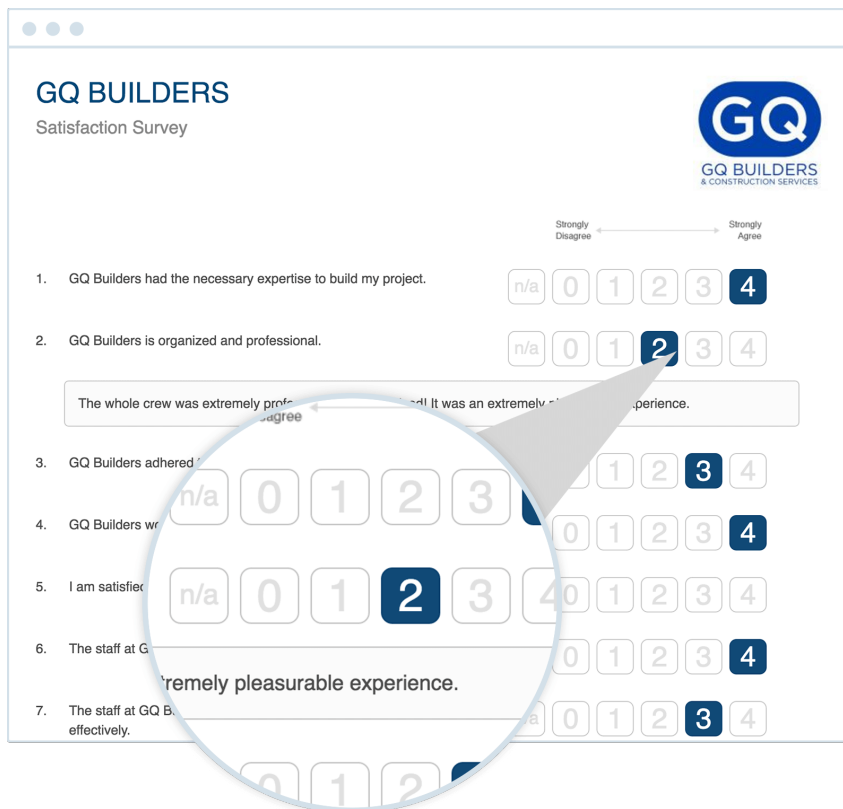 GQ BUILDERS
Satisfaction Survey
GQ
GQ BUILDERS
& CONSTRUCTION SERVICES
Strongly Disagree Strongly Agree
1. GQ Builders had the necessary expertise to build my project. n/a 0 1 2 3 4
2. GQ Builders is organized and professional. n/a 0 1 2 3 4
The whole crew was extremely It was an extremely experience.
3. GQ Builders adhered 1 2 3 4
4. GQ Builders 0 1 2 3 4
5. I am satisfied 0 1 2 3 4
6. The staff at 0 1 2 3 4
7. The staff at GQ 0 1 2 3 4
effectively.
n/a 0 1 2 3
n/a 0 1 2 3 4
pleasurable experience.
0 1 2